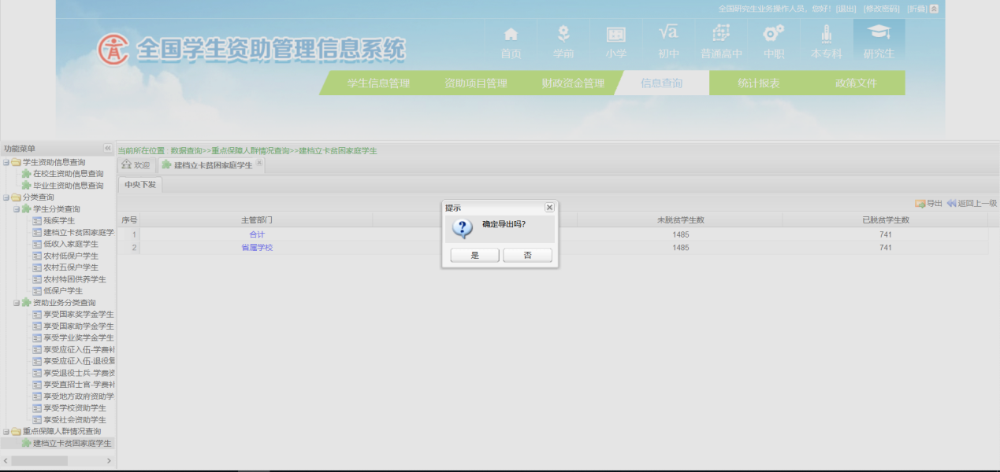 全国研究生业务操作人员，您好! [退出] [修改密码] [折叠]
全国学生资助管理信息系统
首页 学前 小学 初中 普通高中 中职 本专科 研究生
学生信息管理 资助项目管理 财政资金管理 信息查询 统计报表 政策文件
功能菜单
学生资助信息查询
在校生资助信息查询
毕业生资助信息查询
分类查询
学生分类查询
残疾学生
建档立卡贫困家庭学
低收入家庭学生
农村低保户学生
农村五保户学生
农村特困供养学生
低保户学生
资助业务分类查询
享受国家奖学金学生
享受国家助学金学生
享受学业奖学金学生
享受应征入伍-学费补
享受应征入伍-退役复
享受退役士兵-学费资
享受直招士官-学费补
享受地方政府资助学
享受学校资助学生
享受社会资助学生
重点保障人群情况查询
建档立卡贫困家庭学生
当前所在位置 : 数据查询>>重点保障人群情况查询>>建档立卡贫困家庭学生
欢迎 建档立卡贫困家庭学生
中央下发
导出 返回上一级
序号 主管部门 未脱贫学生数 已脱贫学生数
1 合计 1485 741
2 省属学校 1485 741
提示
确定导出吗?
是 否